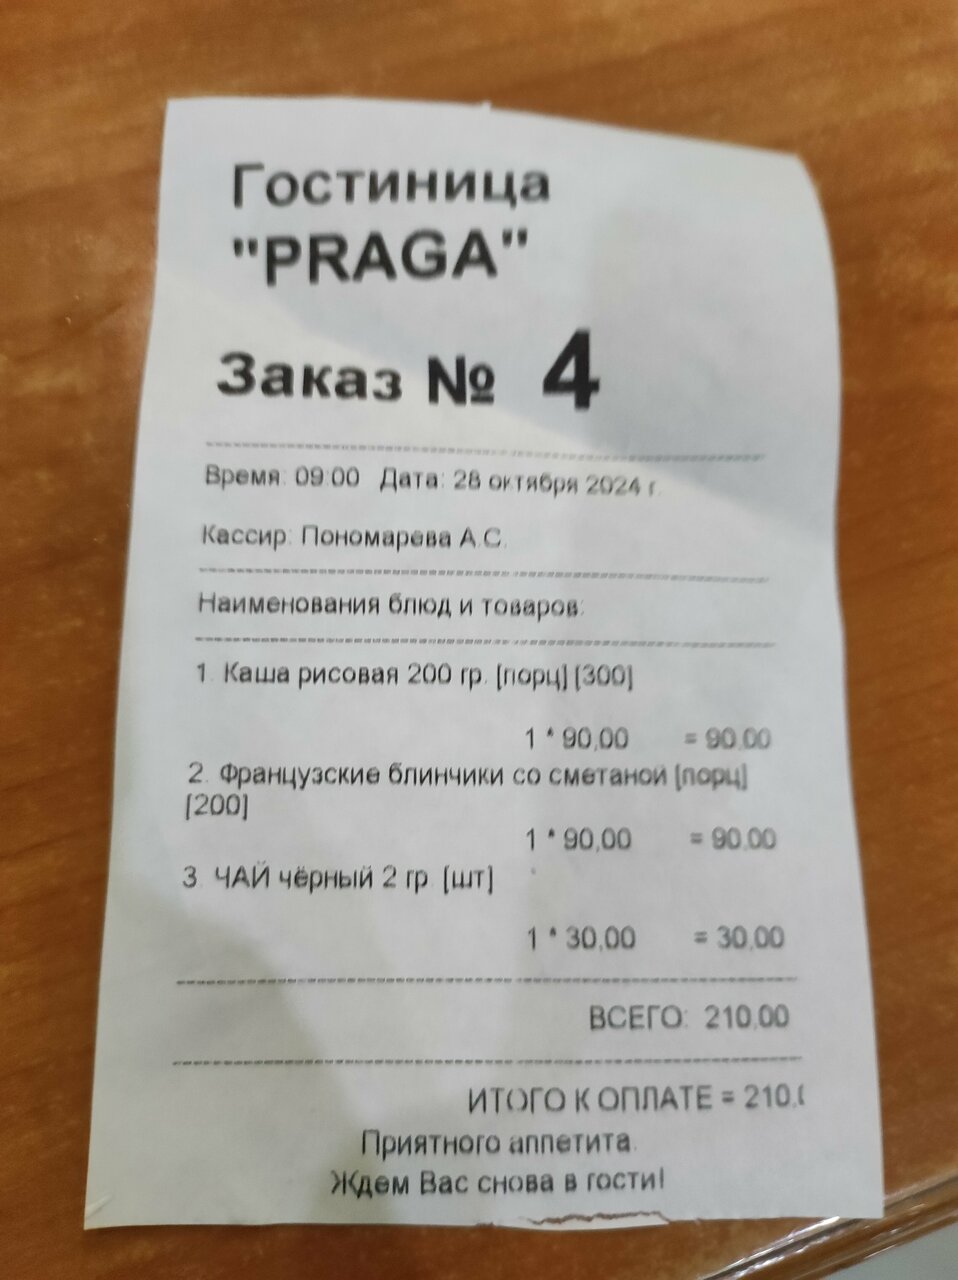 Гостиница
"PRAGA"
Заказ № 4
Время: 09:00 Дата: 28 октября 2024 г.
Кассир: Пономарева А.С.
Наименования блюд и товаров:
1. Каша рисовая 200 гр. [порц] [300]
1 * 90,00 = 90,00
2. Французские блинчики со сметаной [порц]
[200]
1 * 90,00 = 90,00
3. ЧАЙ чёрный 2 гр. [шт]
1 * 30,00 = 30,00
ВСЕГО: 210,00
ИТОГО К ОПЛАТЕ = 210,0
Приятного аппетита.
Ждем Вас снова в гости!